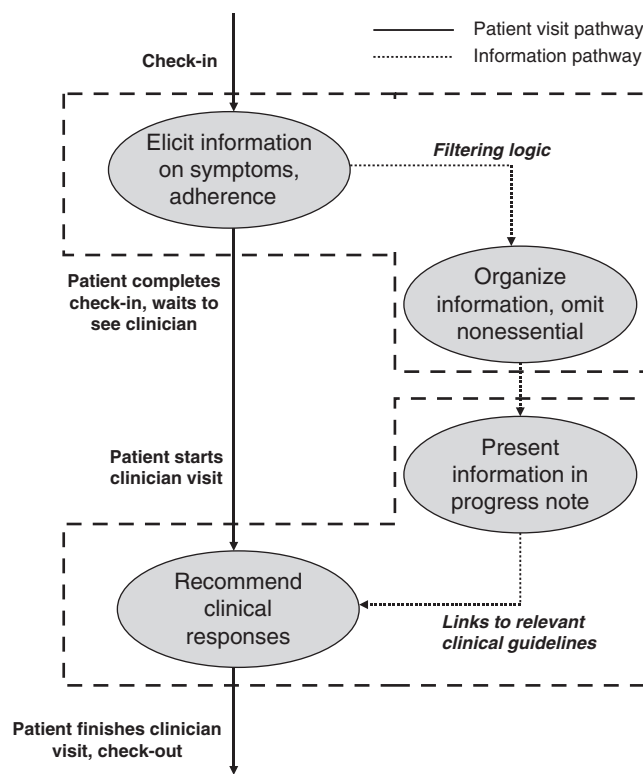 Patient visit pathway
Information pathway
Check-in
Elicit information
on symptoms,
adherence
Filtering logic
Patient completes
check-in, waits to
see clinician
Organize
information, omit
nonessential
Patient starts
clinician visit
Present
information in
progress note
Recommend
clinical
responses
Links to relevant
clinical guidelines
Patient finishes clinician
visit, check-out